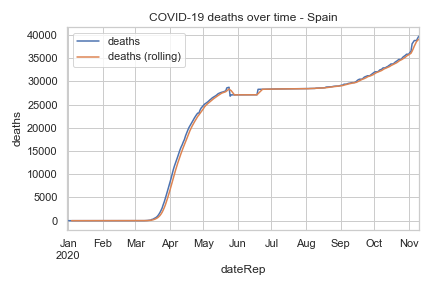 COVID-19 deaths over time - Spain
deaths
deaths (rolling)
40000
35000
30000
25000
20000
15000
10000
5000
0
deaths
Jan Feb Mar Apr May Jun Jul Aug Sep Oct Nov
2020
dateRep